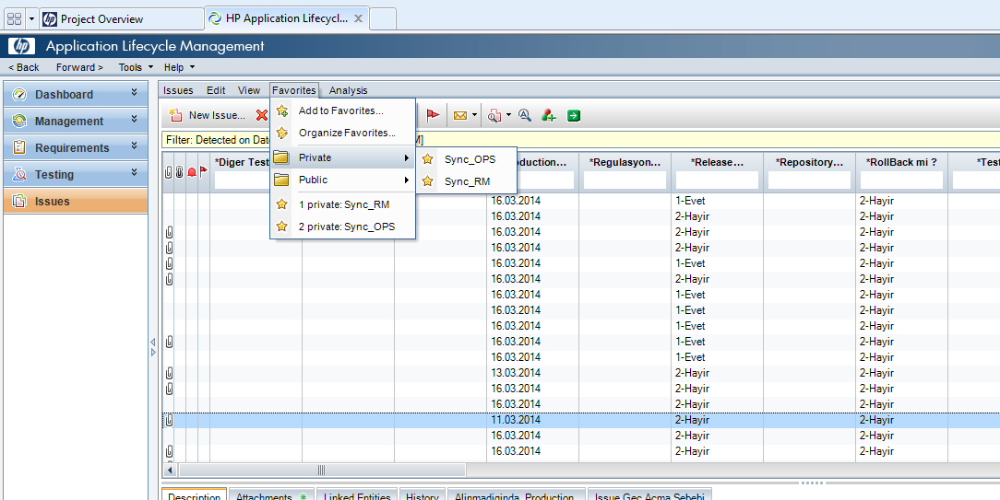 hp Project Overview
HP Application Lifecycl...
hp Application Lifecycle Management
< Back Forward > Tools Help
Dashboard
Management
Requirements
Testing
Issues
Issues Edit View Favorites Analysis
New Issue...
Filter: Detected on Dat
M]
Add to Favorites...
Organize Favorites...
Private
Public
1 private: Sync_RM
2 private: Sync_OPS
Sync_OPS
Sync_RM
*Diger Test oduction... *Regulasyon... *Release... *Repository... *RollBack mi ? *Test
16.03.2014 1-Evet 2-Hayir
16.03.2014 2-Hayir 2-Hayir
16.03.2014 2-Hayir 2-Hayir
16.03.2014 2-Hayir 2-Hayir
16.03.2014 1-Evet 2-Hayir
16.03.2014 2-Hayir 2-Hayir
16.03.2014 1-Evet 2-Hayir
16.03.2014 1-Evet 2-Hayir
16.03.2014 1-Evet 2-Hayir
16.03.2014 1-Evet 2-Hayir
16.03.2014 1-Evet 2-Hayir
13.03.2014 2-Hayir 2-Hayir
16.03.2014 2-Hayir 2-Hayir
16.03.2014 2-Hayir 2-Hayir
11.03.2014 2-Hayir 2-Hayir
16.03.2014 2-Hayir 2-Hayir
16.03.2014 2-Hayir 2-Hayir
Description Attachments Linked Entities History Alinmadiginda Production Issue Gec Acma Sebebi